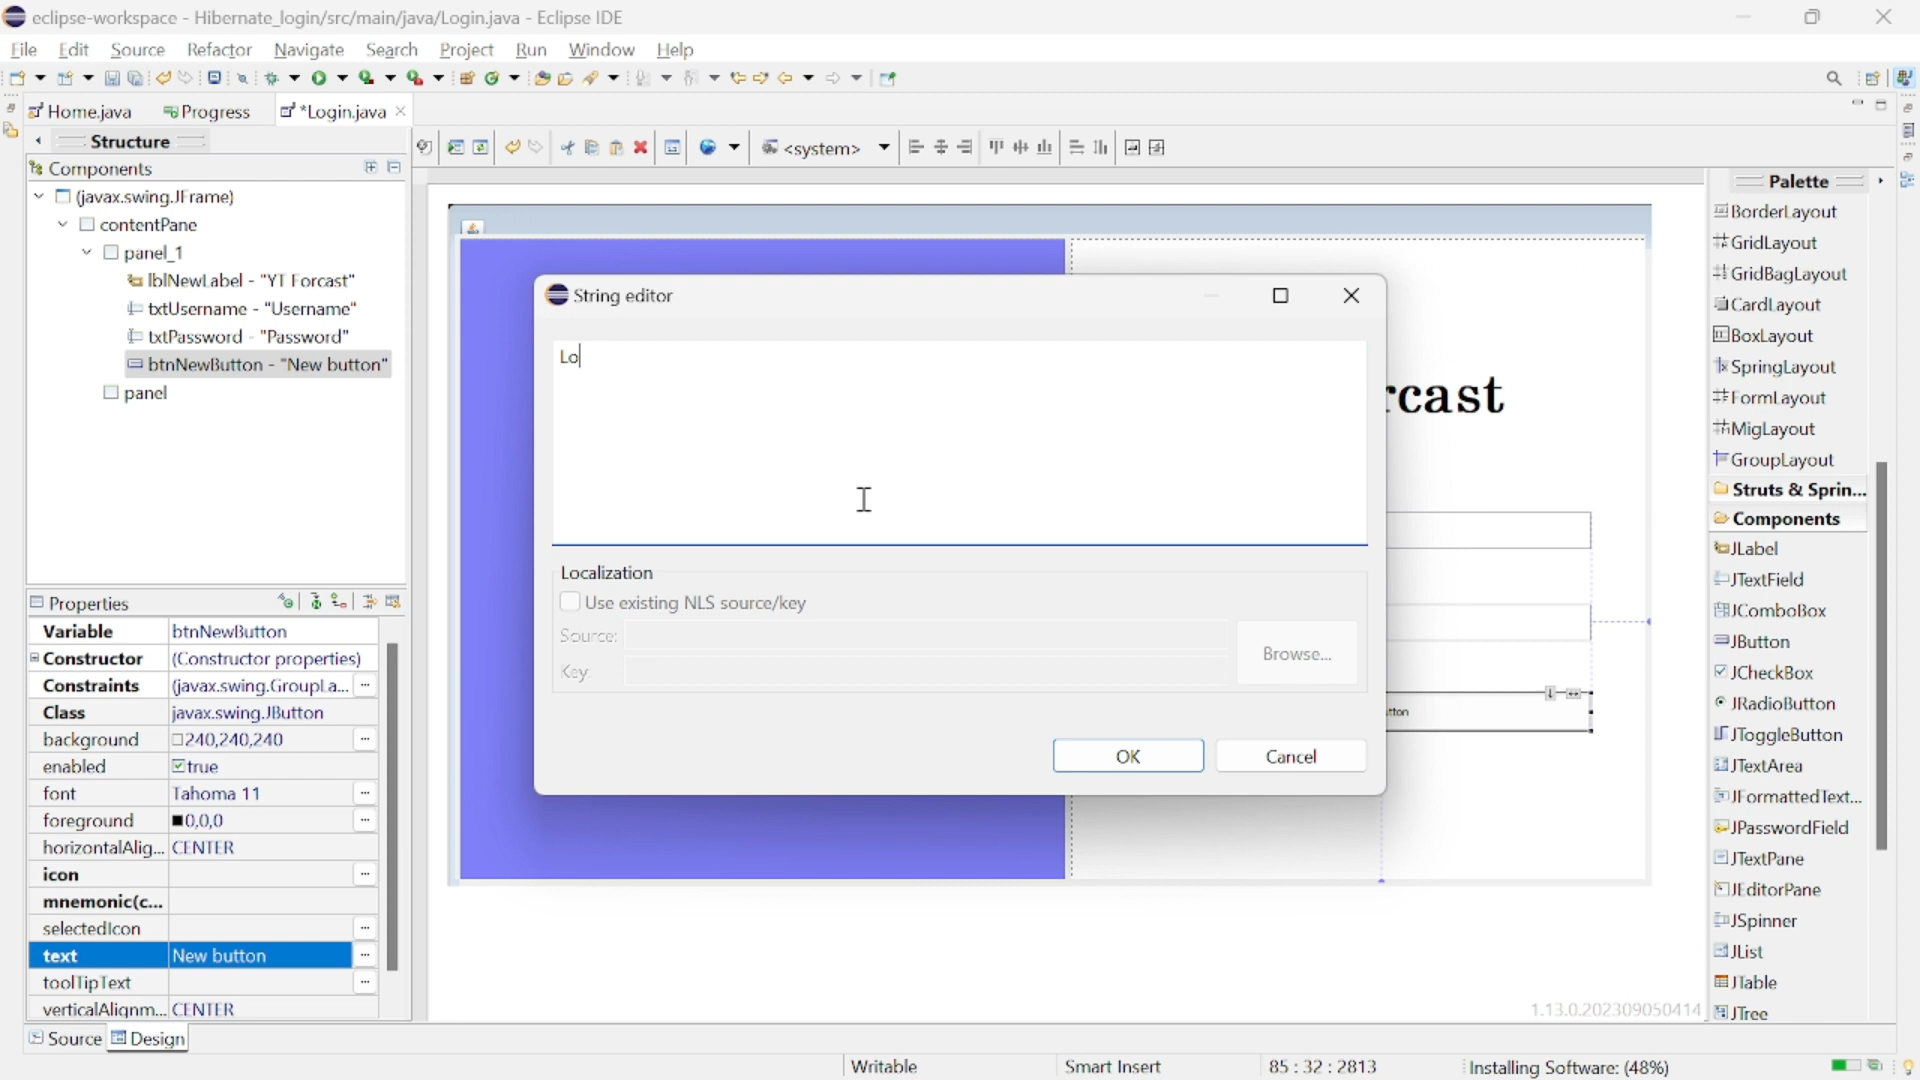 eclipse-workspace - Hibernate_login/src/main/java/Login.java - Eclipse IDE
File Edit Source Refactor Navigate Search Project Run Window Help
Home.java Progress *Login.java
Structure
<system>
Components
(javax.swing.JFrame)
contentPane
panel_1
lblNewLabel - "YT Forcast"
txtUsername - "Username"
txtPassword - "Password"
btnNewButton - "New button"
panel
Properties
Variable btnNewButton
Constructor (Constructor properties)
Constraints (javax.swing.GroupLa...
Class javax.swing.JButton
background 240,240,240
enabled true
font Tahoma 11
foreground 0,0,0
horizontalAlig... CENTER
icon
mnemonic(c...
selectedIcon
text New button
toolTipText
verticalAlignm... CENTER
Source Design
String editor
Lo
Localization
Use existing NLS source/key
Source:
Key:
Browse...
OK Cancel
rcast
tton
1.13.0.202309050414
Palette
BorderLayout
GridLayout
GridBagLayout
CardLayout
BoxLayout
SpringLayout
FormLayout
MigLayout
GroupLayout
Struts & Sprin...
Components
JLabel
JTextField
JComboBox
JButton
JCheckBox
JRadioButton
JToggleButton
JTextArea
JFormattedText...
JPasswordField
JTextPane
JEditorPane
JSpinner
JList
JTable
JTree
Writable Smart Insert 85 : 32 : 2813 Installing Software: (48%)